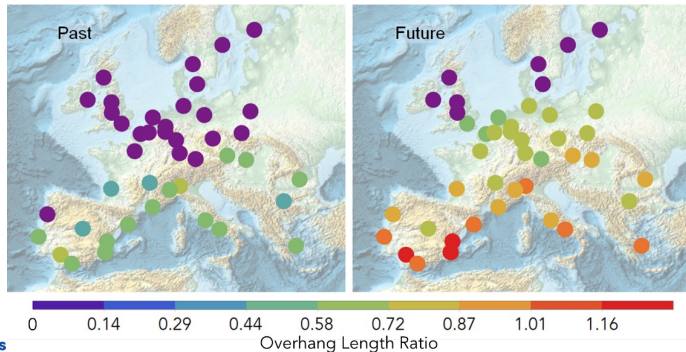 Past
Future
0 0.14 0.29 0.44 0.58 0.72 0.87 1.01 1.16
Overhang Length Ratio
s